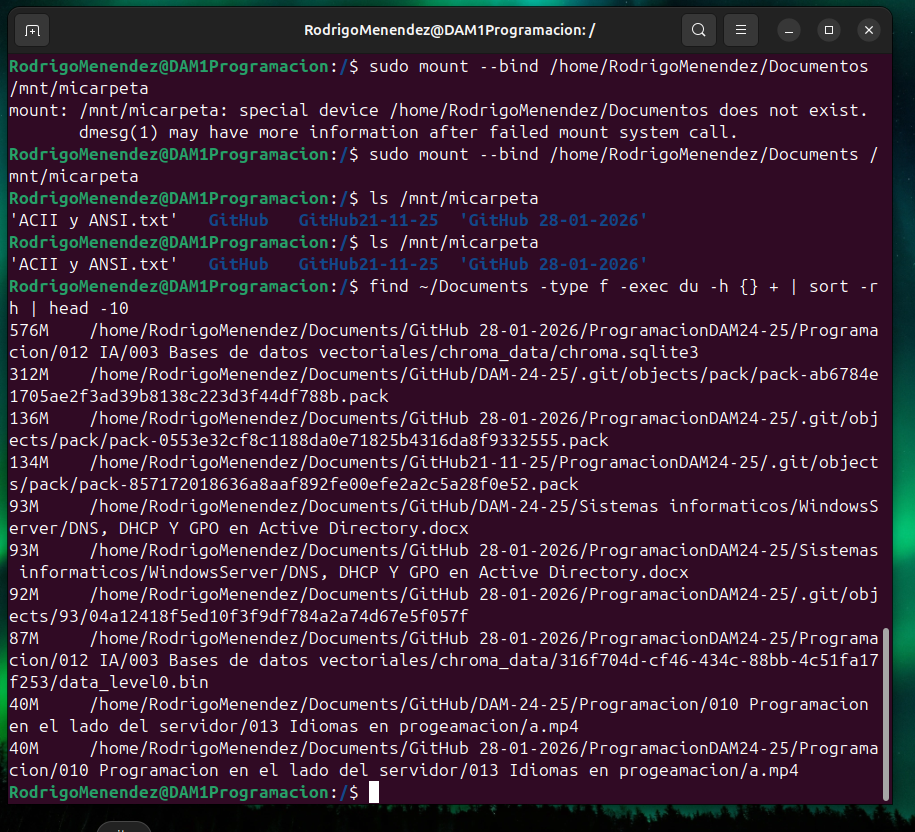 RodrigoMenendez@DAM1Programacion: /
RodrigoMenendez@DAM1Programacion:/$ sudo mount --bind /home/RodrigoMenendez/Documentos
/mnt/micarpeta
mount: /mnt/micarpeta: special device /home/RodrigoMenendez/Documentos does not exist.
       dmesg(1) may have more information after failed mount system call.
RodrigoMenendez@DAM1Programacion:/$ sudo mount --bind /home/RodrigoMenendez/Documents /
mnt/micarpeta
RodrigoMenendez@DAM1Programacion:/$ ls /mnt/micarpeta
'ACII y ANSI.txt'   GitHub   GitHub21-11-25  'GitHub 28-01-2026'
RodrigoMenendez@DAM1Programacion:/$ ls /mnt/micarpeta
'ACII y ANSI.txt'   GitHub   GitHub21-11-25  'GitHub 28-01-2026'
RodrigoMenendez@DAM1Programacion:/$ find ~/Documents -type f -exec du -h {} + | sort -r
h | head -10
576M    /home/RodrigoMenendez/Documents/GitHub 28-01-2026/ProgramacionDAM24-25/Programa
cion/012 IA/003 Bases de datos vectoriales/chroma_data/chroma.sqlite3
312M    /home/RodrigoMenendez/Documents/GitHub/DAM-24-25/.git/objects/pack/pack-ab6784e
1705ae2f3ad39b8138c223d3f44df788b.pack
136M    /home/RodrigoMenendez/Documents/GitHub 28-01-2026/ProgramacionDAM24-25/.git/obj
ects/pack/pack-0553e32cf8c1188da0e71825b4316da8f9332555.pack
134M    /home/RodrigoMenendez/Documents/GitHub21-11-25/ProgramacionDAM24-25/.git/object
s/pack/pack-857172018636a8aaf892fe00efe2a2c5a28f0e52.pack
93M     /home/RodrigoMenendez/Documents/GitHub/DAM-24-25/Sistemas informaticos/WindowsS
erver/DNS, DHCP Y GPO en Active Directory.docx
93M     /home/RodrigoMenendez/Documents/GitHub 28-01-2026/ProgramacionDAM24-25/Sistemas
 informaticos/WindowsServer/DNS, DHCP Y GPO en Active Directory.docx
92M     /home/RodrigoMenendez/Documents/GitHub 28-01-2026/ProgramacionDAM24-25/.git/obj
ects/93/04a12418f5ed10f3f9df784a2a74d67e5f057f
87M     /home/RodrigoMenendez/Documents/GitHub 28-01-2026/ProgramacionDAM24-25/Programa
cion/012 IA/003 Bases de datos vectoriales/chroma_data/316f704d-cf46-434c-88bb-4c51fa17
f253/data_level0.bin
40M     /home/RodrigoMenendez/Documents/GitHub/DAM-24-25/Programacion/010 Programacion
en el lado del servidor/013 Idiomas en progeamacion/a.mp4
40M     /home/RodrigoMenendez/Documents/GitHub 28-01-2026/ProgramacionDAM24-25/Programa
cion/010 Programacion en el lado del servidor/013 Idiomas en progeamacion/a.mp4
RodrigoMenendez@DAM1Programacion:/$